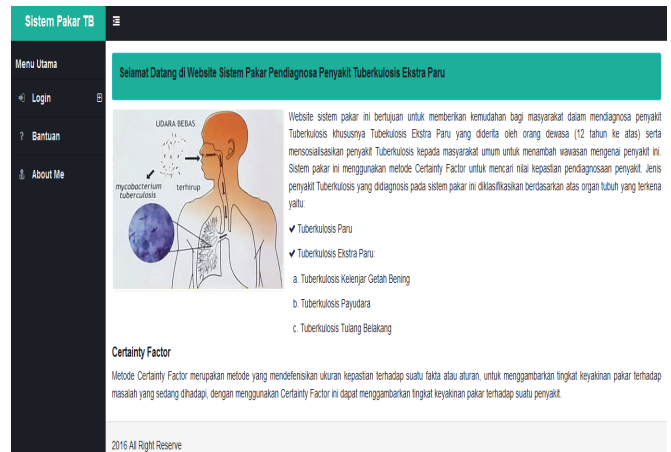 Sistem Pakar TB
Menu Utama
Login
? Bantuan
About Me
Selamat Datang di Website Sistem Pakar Pendiagnosa Penyakit Tuberkulosis Ekstra Paru
UDARA BEBAS
mycobacterium
tuberculosis
terhirup
Website sistem pakar ini bertujuan untuk memberikan kemudahan bagi masyarakat dalam mendiagnosa penyakit
Tuberkulosis khususnya Tubekulosis Ekstra Paru yang diderita oleh orang dewasa (12 tahun ke atas) serta
mensosialisasikan penyakit Tuberkulosis kepada masyarakat umum untuk menambah wawasan mengenai penyakit ini.
Sistem pakar ini menggunakan metode Certainty Factor untuk mencari nilai kepastian pendiagnosaan penyakit. Jenis
penyakit Tuberkulosis yang didiagnosis pada sistem pakar ini diklasifikasikan berdasarkan atas organ tubuh yang terkena
yaitu:
✔ Tuberkulosis Paru
✔ Tuberkulosis Ekstra Paru:
a. Tuberkulosis Kelenjar Getah Bening
b. Tuberkulosis Payudara
c. Tuberkulosis Tulang Belakang
Certainty Factor
Metode Certainty Factor merupakan metode yang mendefenisikan ukuran kepastian terhadap suatu fakta atau aturan, untuk menggambarkan tingkat keyakinan pakar terhadap
masalah yang sedang dihadapi, dengan menggunakan Certainty Factor ini dapat menggambarkan tingkat keyakinan pakar terhadap suatu penyakit.
2016 All Right Reserve